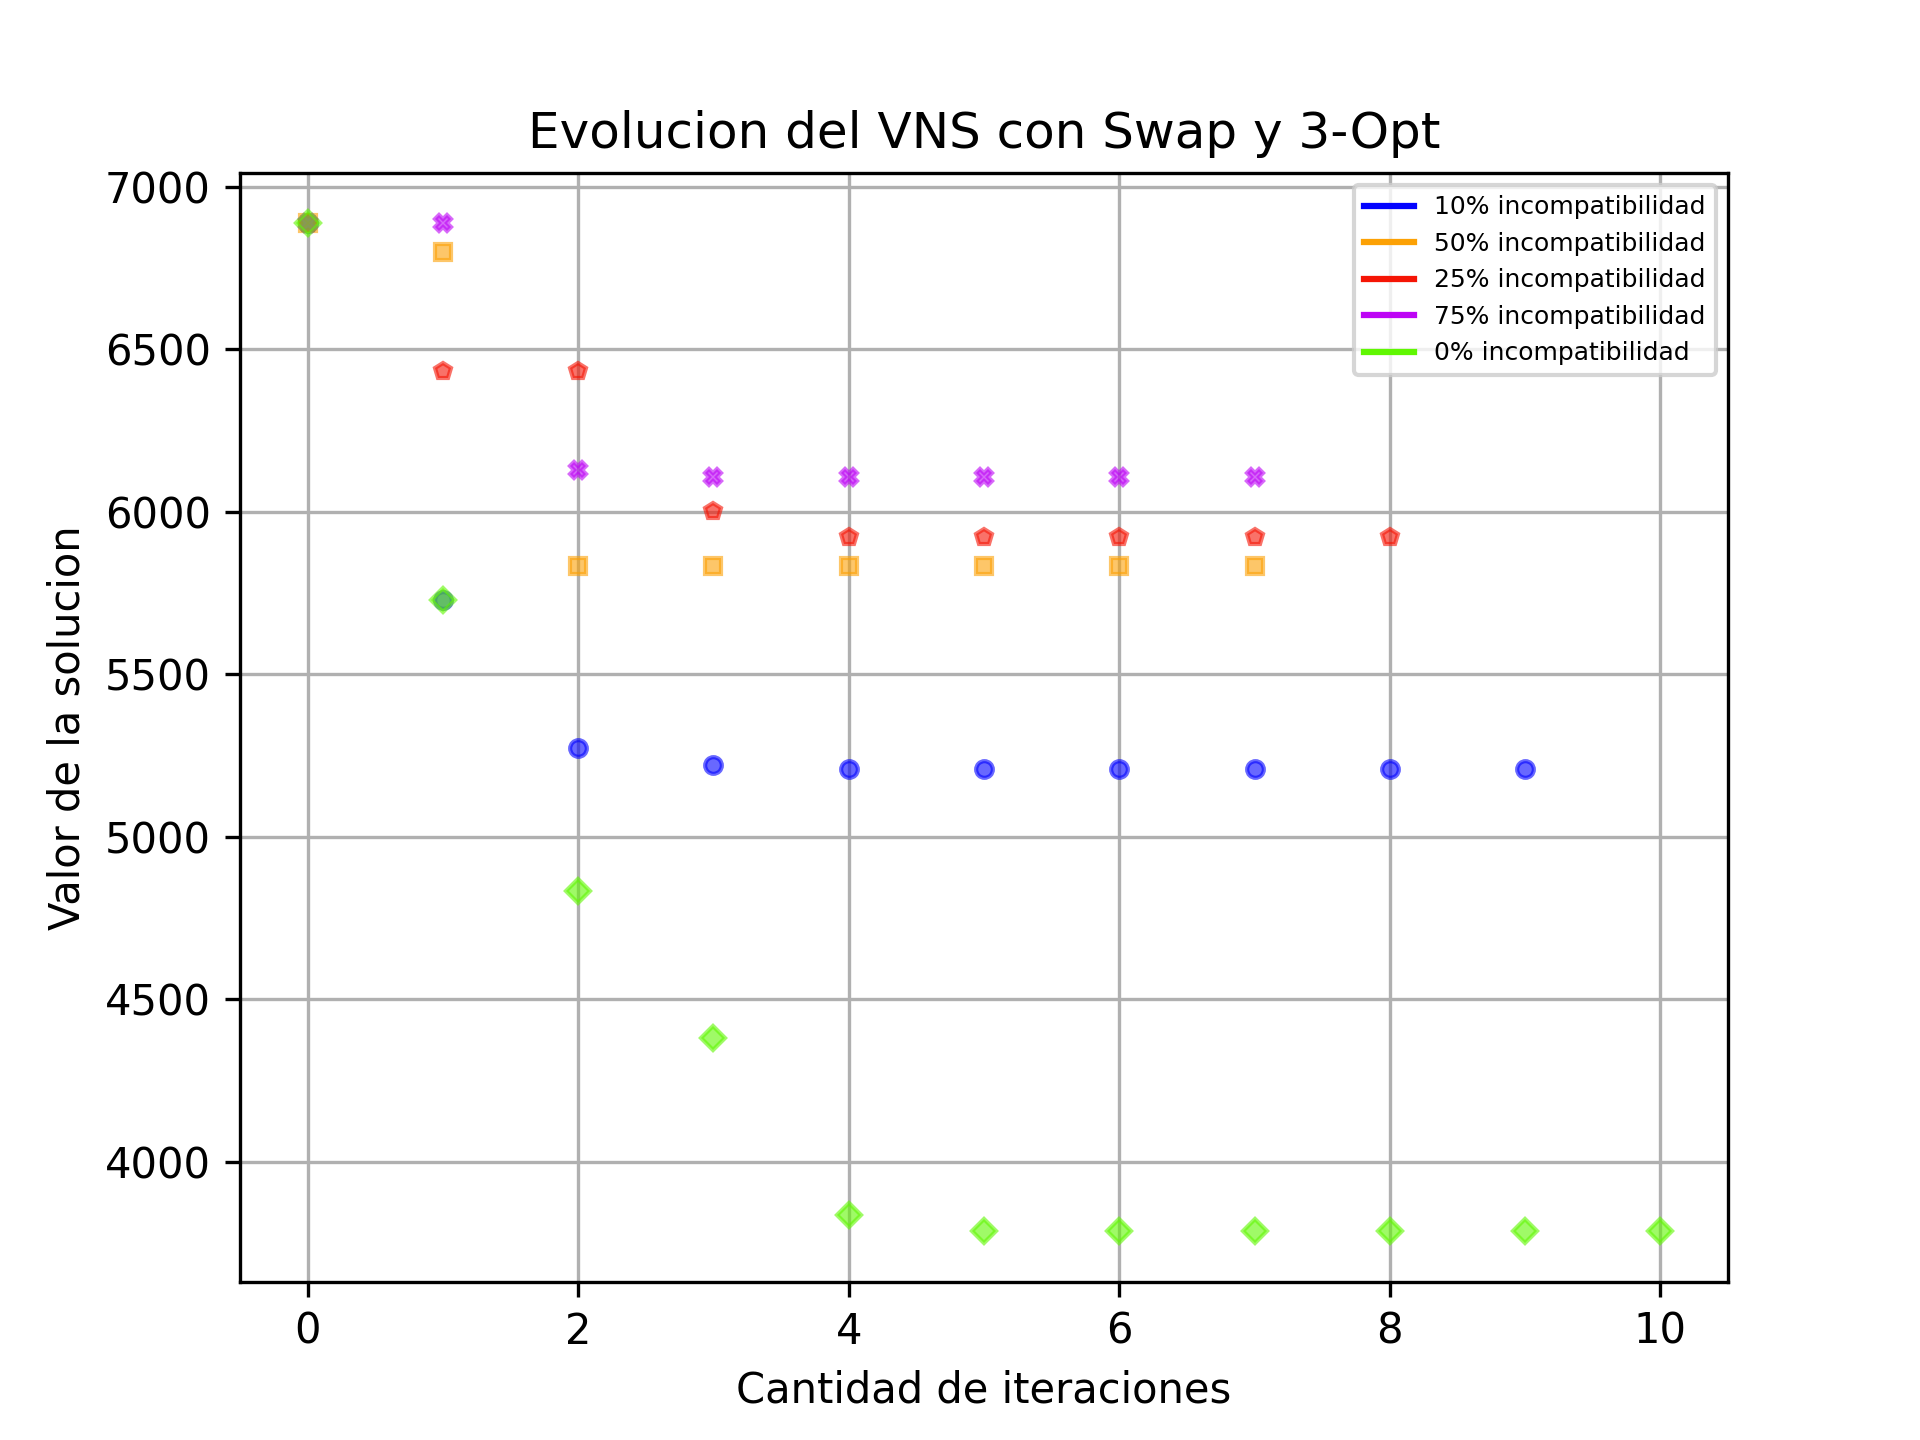 Evolucion del VNS con Swap y 3-Opt
7000
6500
6000
5500
5000
4500
4000
Valor de la solucion
10% incompatibilidad
50% incompatibilidad
25% incompatibilidad
75% incompatibilidad
0% incompatibilidad
0 2 4 6 8 10
Cantidad de iteraciones